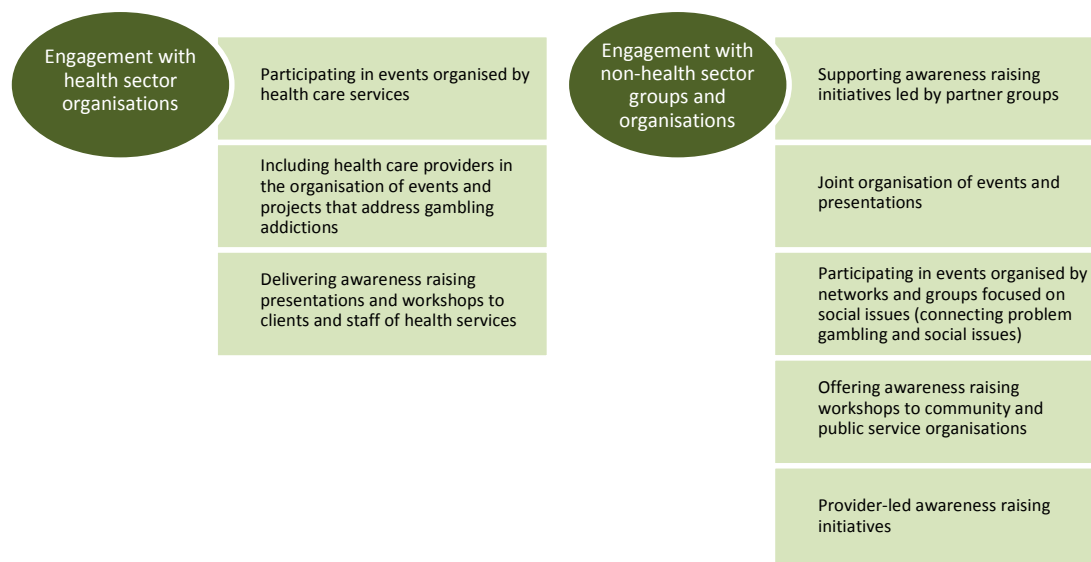 Engagement with
health sector
organisations
Participating in events organised by
health care services
Including health care providers in
the organisation of events and
projects that address gambling
addictions
Delivering awareness raising
presentations and workshops to
clients and staff of health services
Engagement with
non-health sector
groups and
organisations
Supporting awareness raising
initiatives led by partner groups
Joint organisation of events and
presentations
Participating in events organised by
networks and groups focused on
social issues (connecting problem
gambling and social issues)
Offering awareness raising
workshops to community and
public service organisations
Provider-led awareness raising
initiatives